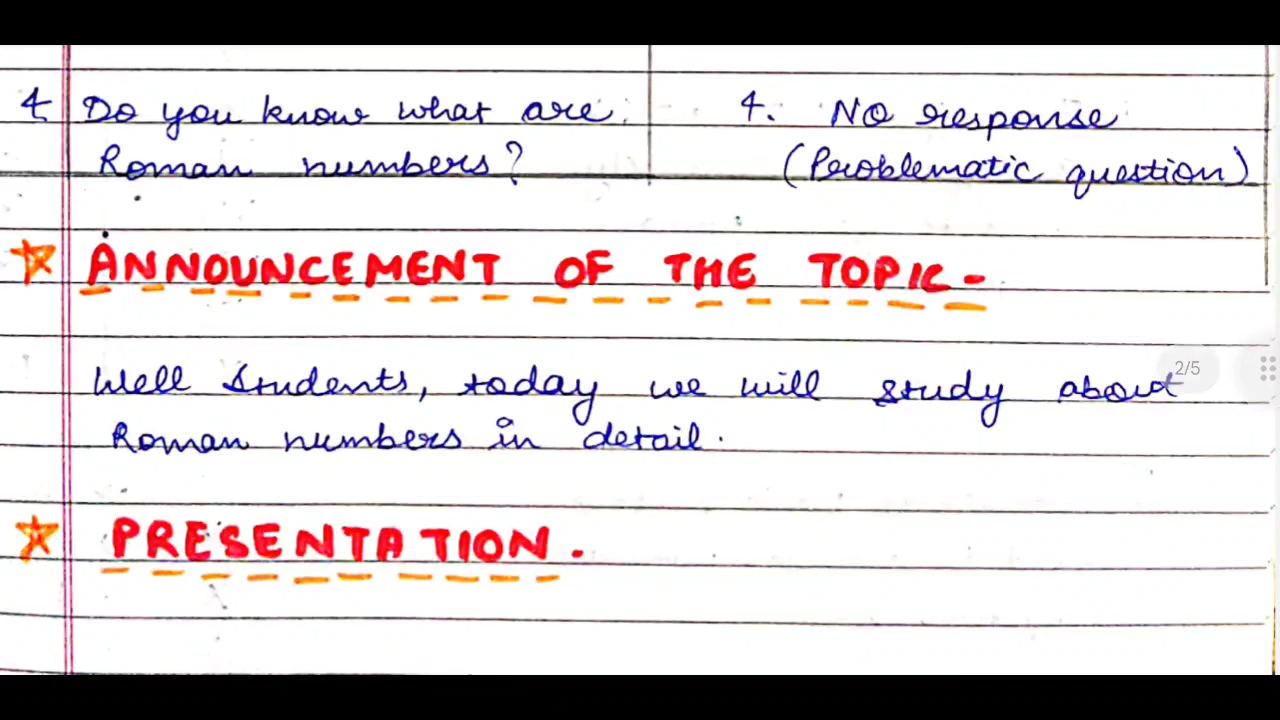 4 Do you know what are
Roman numbers?
4. No response
(Problematic question)
ANNOUNCEMENT OF THE TOPIC-
Well Students, today we will study about
Roman numbers in detail.
2/5
PRESENTATION.